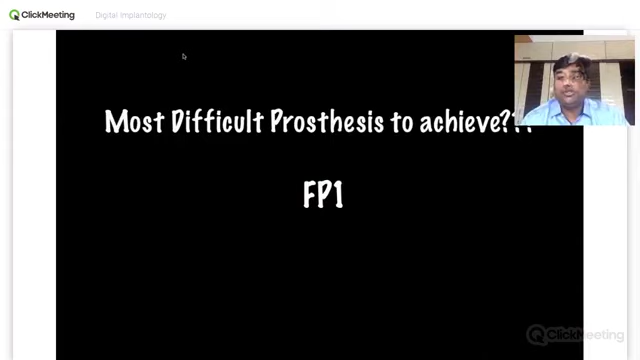 ClickMeeting
Digital Implantology
Most Difficult Prosthesis to achieve???
FP1
ClickMeeting